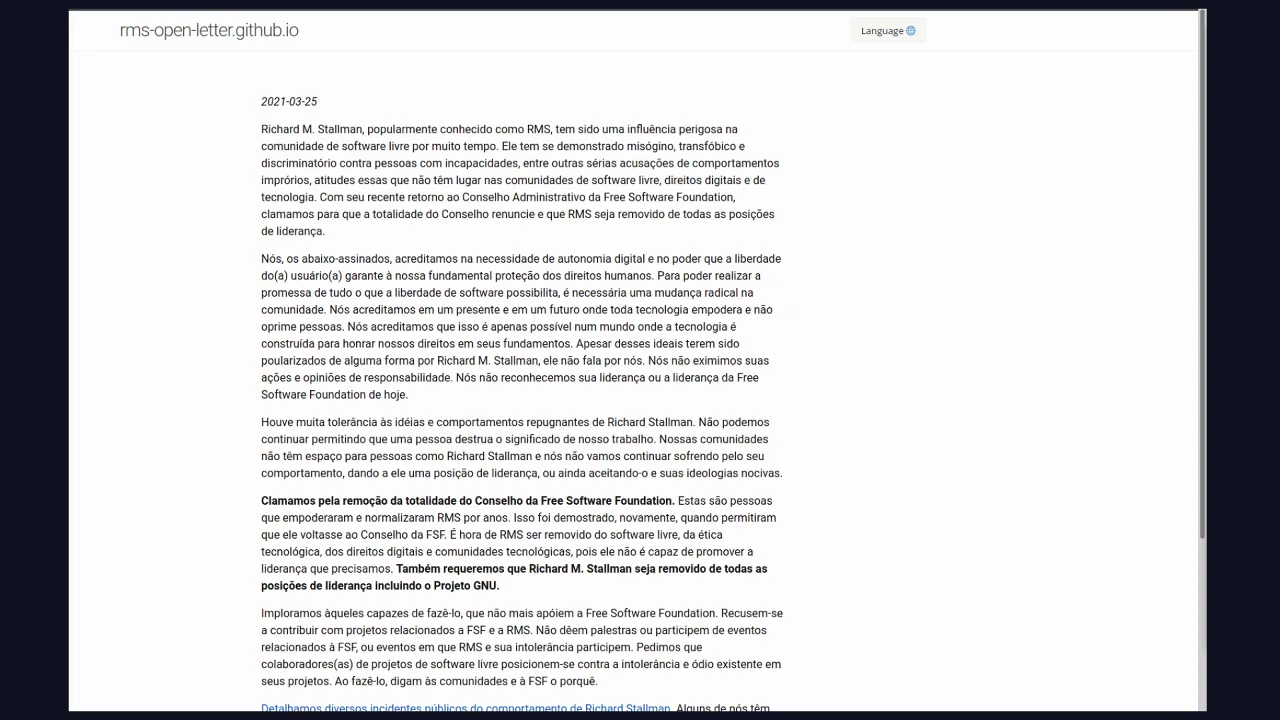 rms-open-letter.github.io
Language
2021-03-25
Richard M. Stallman, popularmente conhecido como RMS, tem sido uma influência perigosa na
comunidade de software livre por muito tempo. Ele tem se demonstrado misógino, transfóbico e
discriminatório contra pessoas com incapacidades, entre outras sérias acusações de comportamentos
imprórios, atitudes essas que não têm lugar nas comunidades de software livre, direitos digitais e de
tecnologia. Com seu recente retorno ao Conselho Administrativo da Free Software Foundation,
clamamos para que a totalidade do Conselho renuncie e que RMS seja removido de todas as posições
de liderança.
Nós, os abaixo-assinados, acreditamos na necessidade de autonomia digital e no poder que a liberdade
do(a) usuário(a) garante à nossa fundamental proteção dos direitos humanos. Para poder realizar a
promessa de tudo o que a liberdade de software possibilita, é necessária uma mudança radical na
comunidade. Nós acreditamos em um presente e em um futuro onde toda tecnologia empodera e não
oprime pessoas. Nós acreditamos que isso é apenas possível num mundo onde a tecnologia é
construída para honrar nossos direitos em seus fundamentos. Apesar desses ideais terem sido
poularizados de alguma forma por Richard M. Stallman, ele não fala por nós. Nós não eximimos suas
ações e opiniões de responsabilidade. Nós não reconhecemos sua liderança ou a liderança da Free
Software Foundation de hoje.
Houve muita tolerância às idéias e comportamentos repugnantes de Richard Stallman. Não podemos
continuar permitindo que uma pessoa destrua o significado de nosso trabalho. Nossas comunidades
não têm espaço para pessoas como Richard Stallman e nós não vamos continuar sofrendo pelo seu
comportamento, dando a ele uma posição de liderança, ou ainda aceitando-o e suas ideologias nocivas.
Clamamos pela remoção da totalidade do Conselho da Free Software Foundation. Estas são pessoas
que empoderaram e normalizaram RMS por anos. Isso foi demostrado, novamente, quando permitiram
que ele voltasse ao Conselho da FSF. É hora de RMS ser removido do software livre, da ética
tecnológica, dos direitos digitais e comunidades tecnológicas, pois ele não é capaz de promover a
liderança que precisamos. Também requeremos que Richard M. Stallman seja removido de todas as
posições de liderança incluindo o Projeto GNU.
Imploramos àqueles capazes de fazê-lo, que não mais apóiem a Free Software Foundation. Recusem-se
a contribuir com projetos relacionados a FSF e a RMS. Não dêem palestras ou participem de eventos
relacionados à FSF, ou eventos em que RMS e sua intolerância participem. Pedimos que
colaboradores(as) de projetos de software livre posicionem-se contra a intolerância e ódio existente em
seus projetos. Ao fazê-lo, digam às comunidades e à FSF o porquê.
Detalhamos diversos incidentes públicos do comportamento de Richard Stallman. Alguns de nós têm